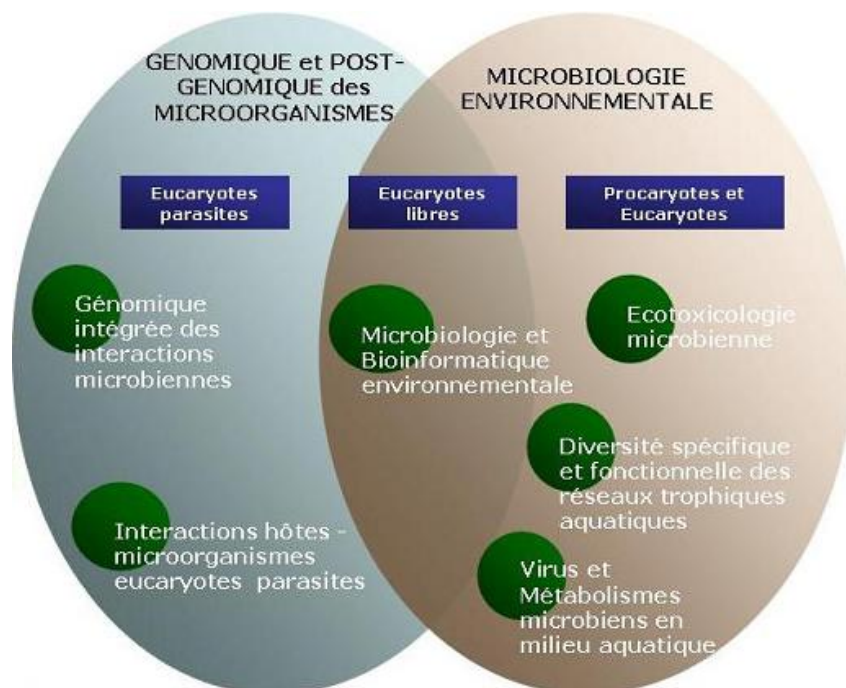 GENOMIQUE et POST-
GENOMIQUE des
MICROORGANISMES
MICROBIOLOGIE
ENVIRONNEMENTALE
Eucaryotes
parasites
Eucaryotes
libres
Procaryotes et
Eucaryotes
Génomique
intégrée des
interactions
microbiennes
Microbiologie et
Bioinformatique
environnementale
Ecotoxicologie
microbienne
Diversité spécifique
et fonctionnelle des
réseaux trophiques
aquatiques
Interactions hôtes -
microorganismes
eucaryotes parasites
Virus et
Métabolismes
microbiens en
milieu aquatique